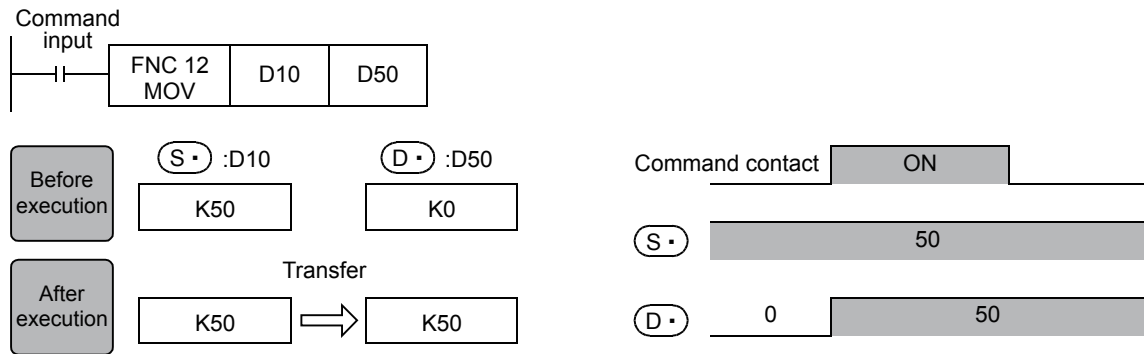 Command
input
FNC 12
MOV
D10
D50
Before
execution
S・ :D10
D・ :D50
K50
K0
After
execution
Transfer
K50
K50
Command contact
ON
S・
50
D・
0
50